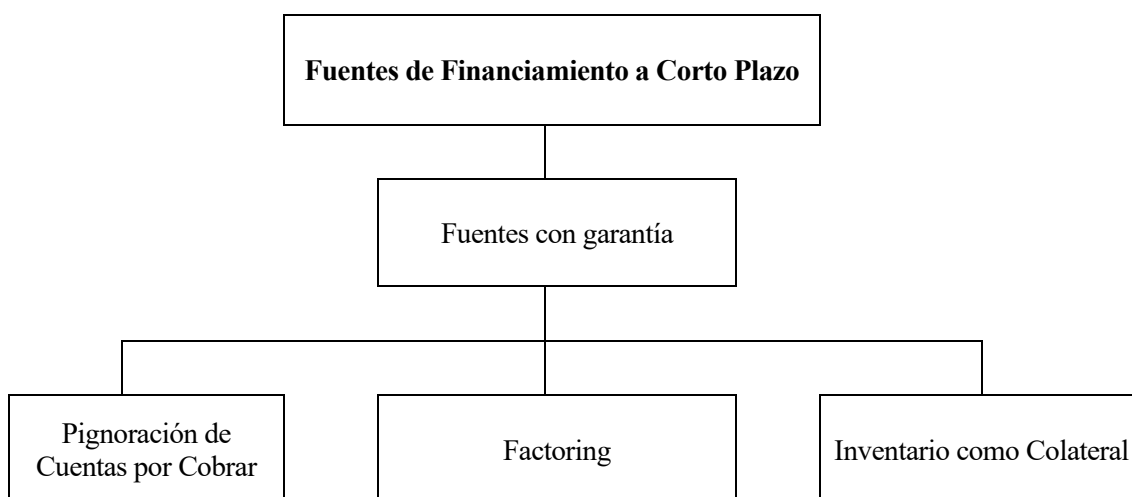 Fuentes de Financiamiento a Corto Plazo
Fuentes con garantía
Pignoración de
Cuentas por Cobrar
Factoring
Inventario como Colateral